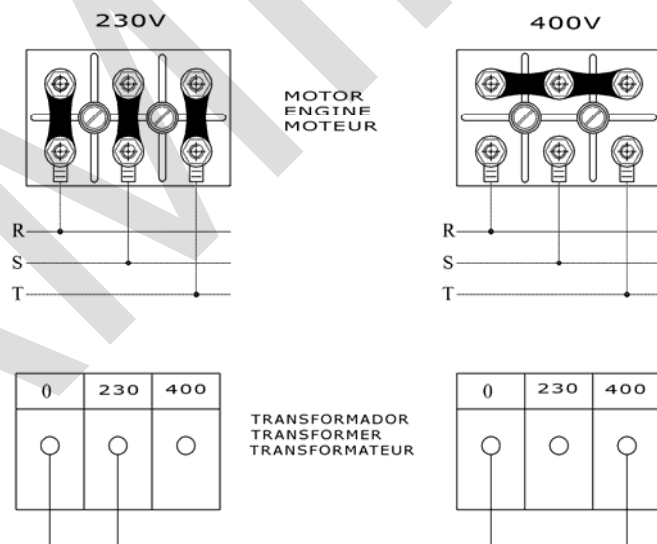 230V
400V
MOTOR
ENGINE
MOTEUR
R
S
T
R
S
T
0 230 400
TRANSFORMADOR
TRANSFORMER
TRANSFORMATEUR
0 230 400